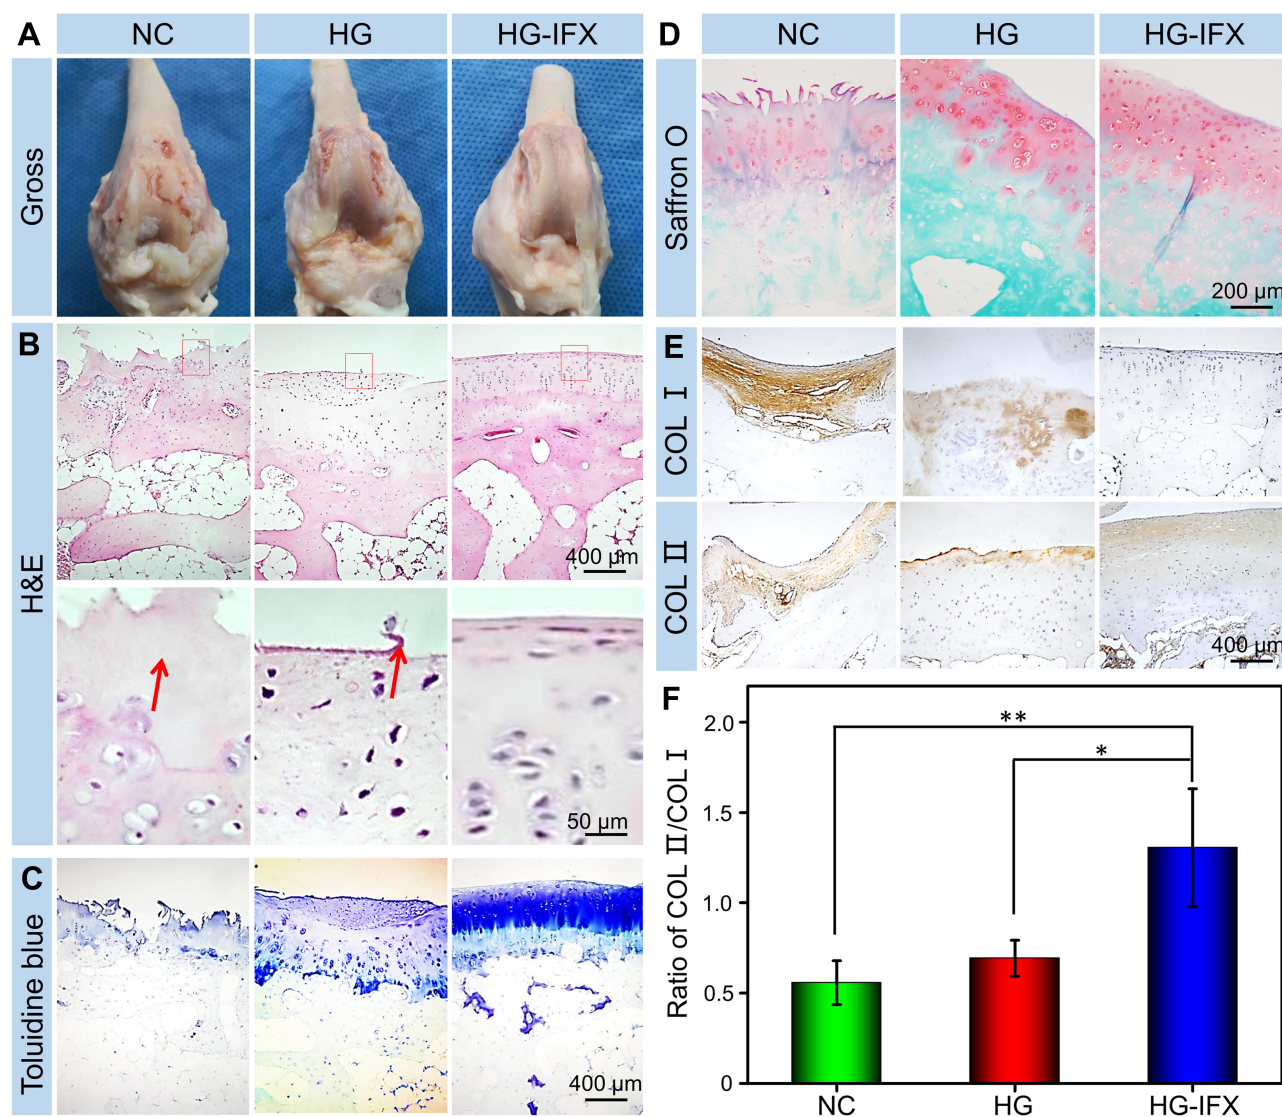 A
NC
HG
HG-IFX
Gross
B
H&E
400 μm
50 μm
C
Toluidine blue
400 μm
D
NC
HG
HG-IFX
Saffron O
200 μm
E
COL I
COL II
400 μm
F
Ratio of COL II/COL I
2.0
1.5
1.0
0.5
0
**
*
NC
HG
HG-IFX